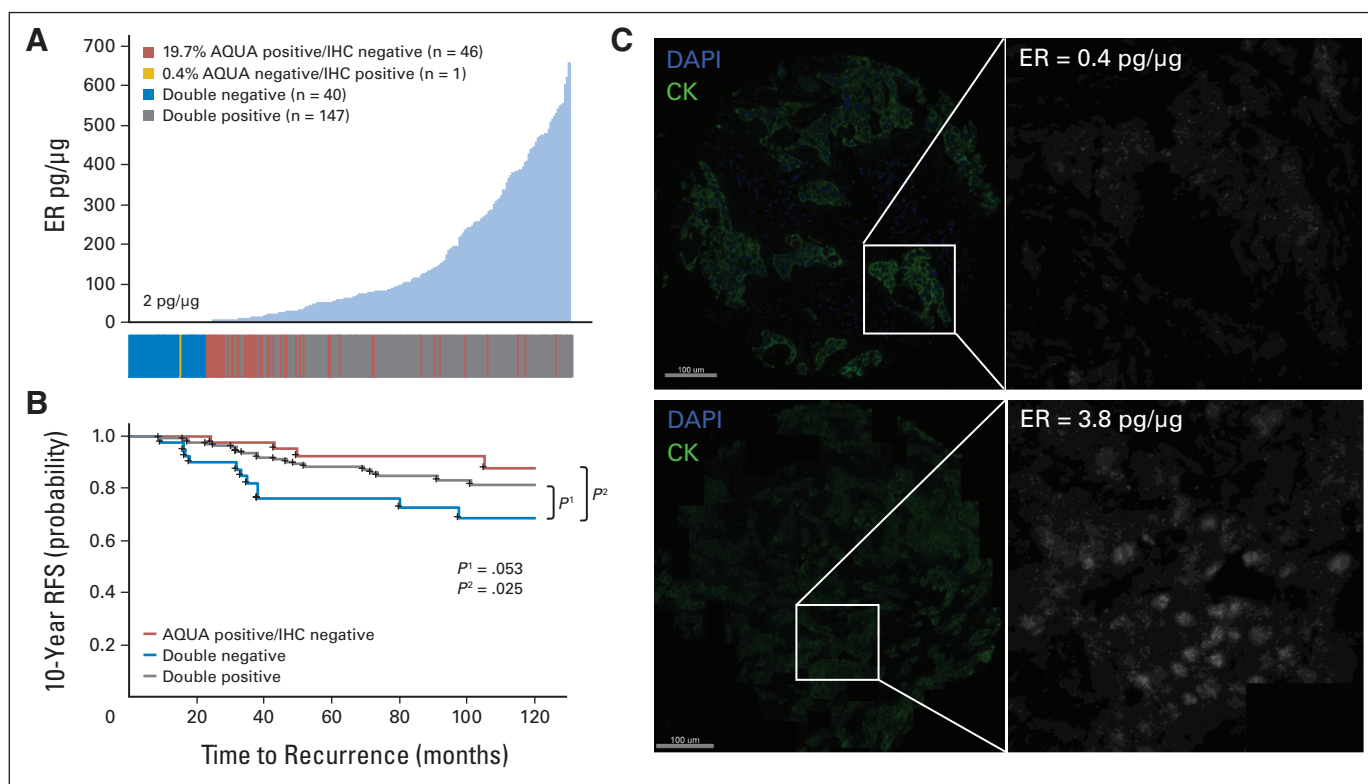 A
700
600
500
400
300
200
100
0
ER pg/µg
19.7% AQUA positive/IHC negative (n = 46)
0.4% AQUA negative/IHC positive (n = 1)
Double negative (n = 40)
Double positive (n = 147)
2 pg/µg
B
1.0
0.8
0.6
0.4
0.2
10-Year RFS (probability)
P1
P2
P1 = .053
P2 = .025
AQUA positive/IHC negative
Double negative
Double positive
0 20 40 60 80 100 120
Time to Recurrence (months)
C
DAPI
CK
100 um
ER = 0.4 pg/µg
DAPI
CK
100 um
ER = 3.8 pg/µg